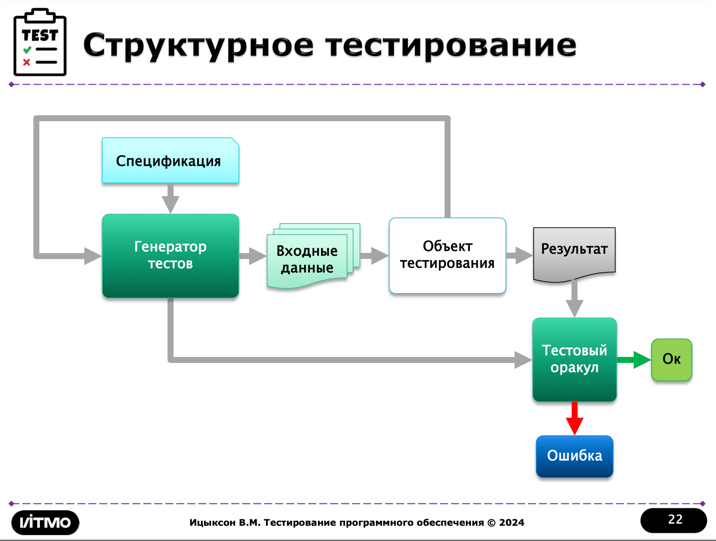 TEST
Структурное тестирование
Спецификация
Генератор
тестов
Входные
данные
Объект
тестирования
Результат
Тестовый
оракул
Ок
Ошибка
ИТМО
Ицыксон В.М. Тестирование программного обеспечения © 2024
22